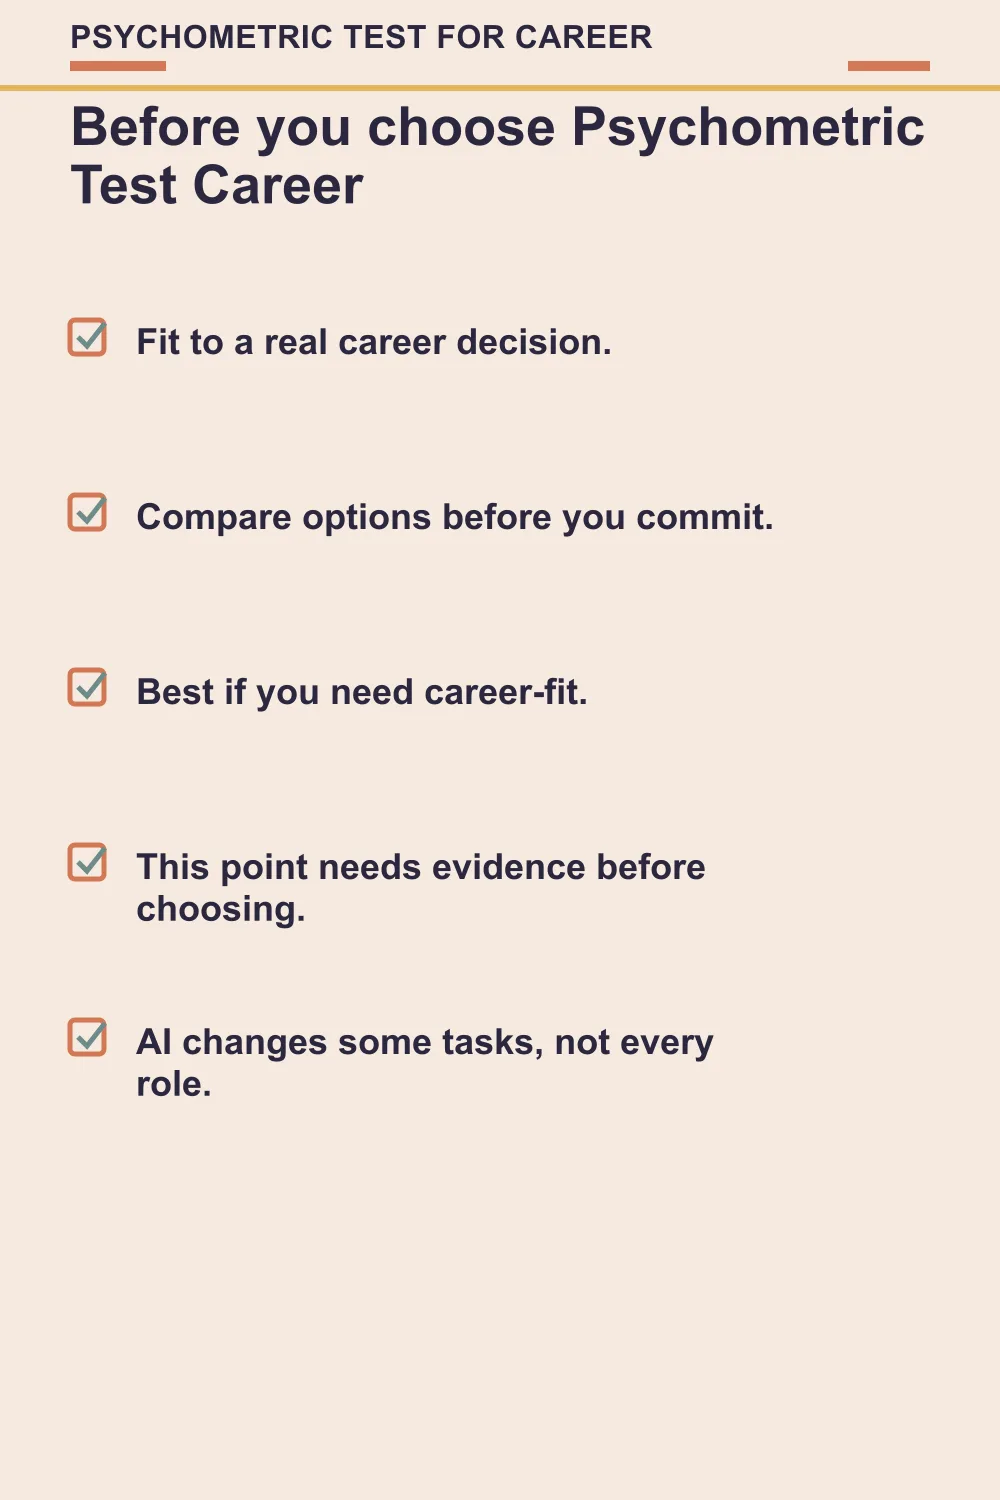 PSYCHOMETRIC TEST FOR CAREER
Before you choose Psychometric
Test Career
Fit to a real career decision.
Compare options before you commit.
Best if you need career-fit.
This point needs evidence before
choosing.
AI changes some tasks, not every
role.